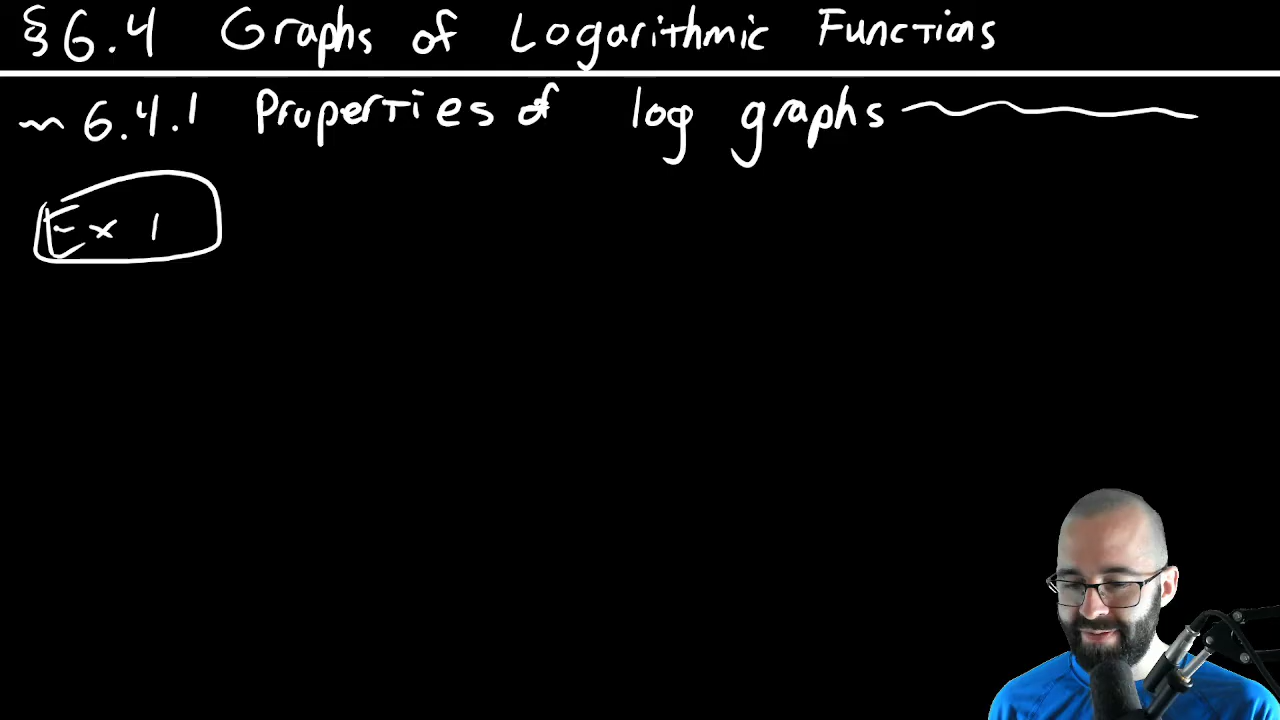 §6.4 Graphs of Logarithmic Functions
~ 6.4.1 Properties of log graphs
Ex 1